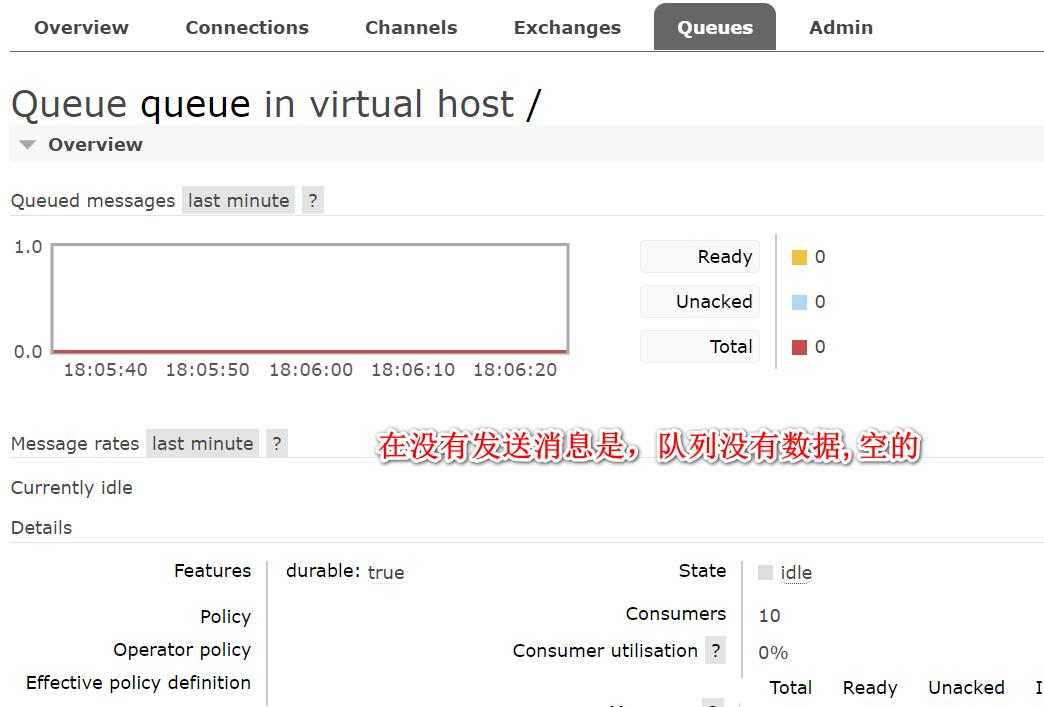 Overview Connections Channels Exchanges Queues Admin
Queue queue in virtual host /
Overview
Queued messages last minute ?
1.0
0.0
18:05:40 18:05:50 18:06:00 18:06:10 18:06:20
Ready 0
Unacked 0
Total 0
Message rates last minute ?
在没有发送消息是，队列没有数据,空的
Currently idle
Details
Features durable: true State idle
Policy Consumers 10
Operator policy Consumer utilisation ? 0%
Effective policy definition Total Ready Unacked